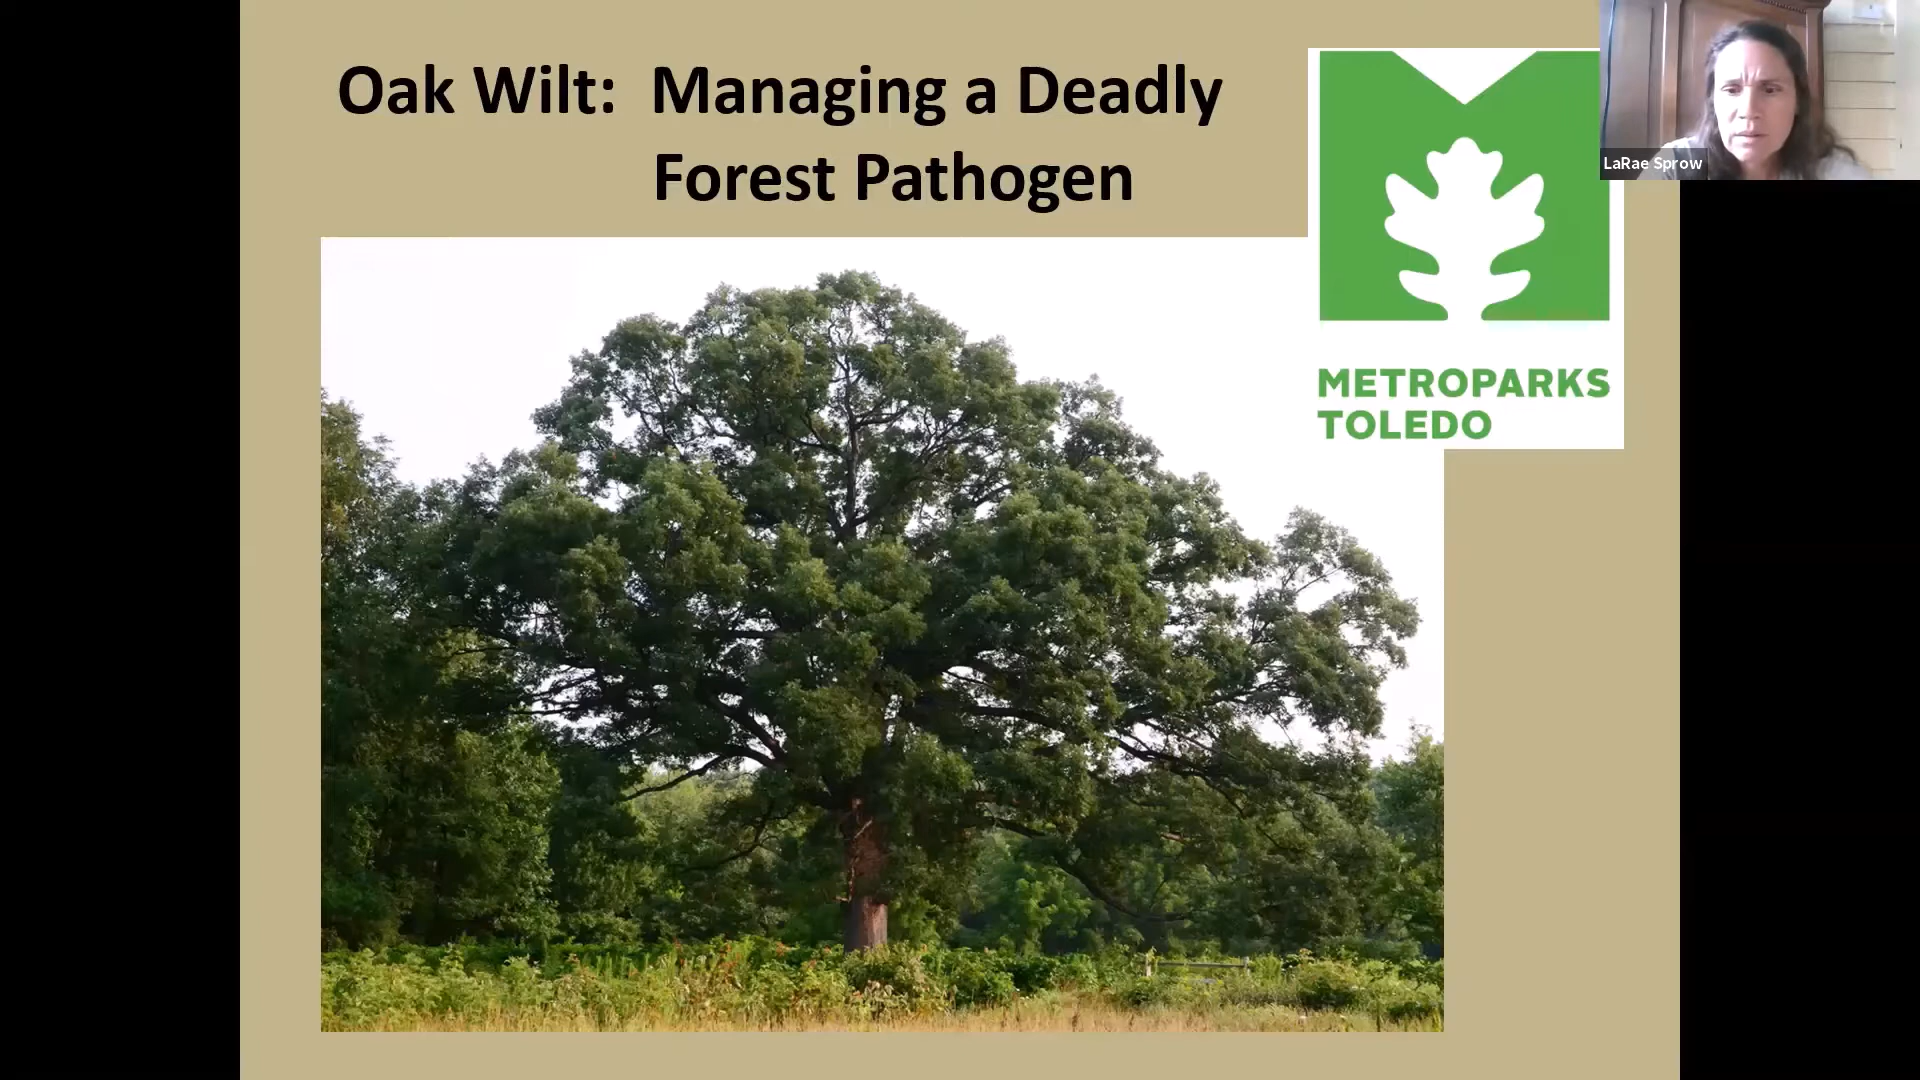 Oak Wilt: Managing a Deadly
Forest Pathogen
LaRae Sprow
METROPARKS
TOLEDO